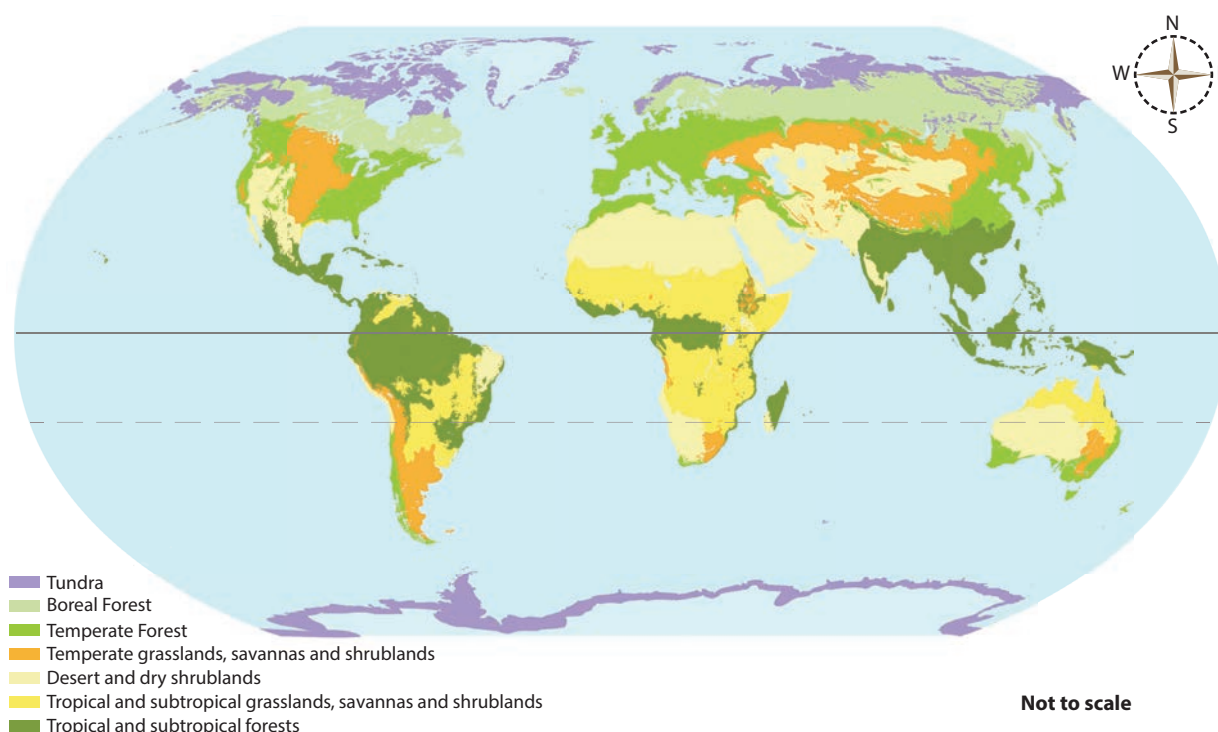 N
W
S
Tundra
Boreal Forest
Temperate Forest
Temperate grasslands, savannas and shrublands
Desert and dry shrublands
Tropical and subtropical grasslands, savannas and shrublands
Not to scale
Tropical and subtropical forests